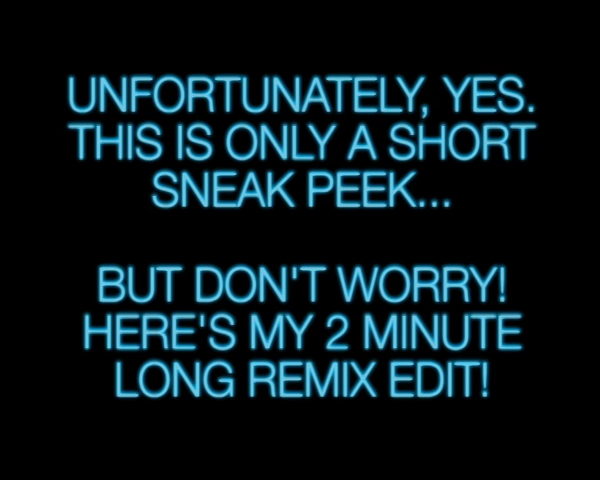 UNFORTUNATELY, YES.
THIS IS ONLY A SHORT
SNEAK PEEK...
BUT DON'T WORRY!
HERE'S MY 2 MINUTE
LONG REMIX EDIT!